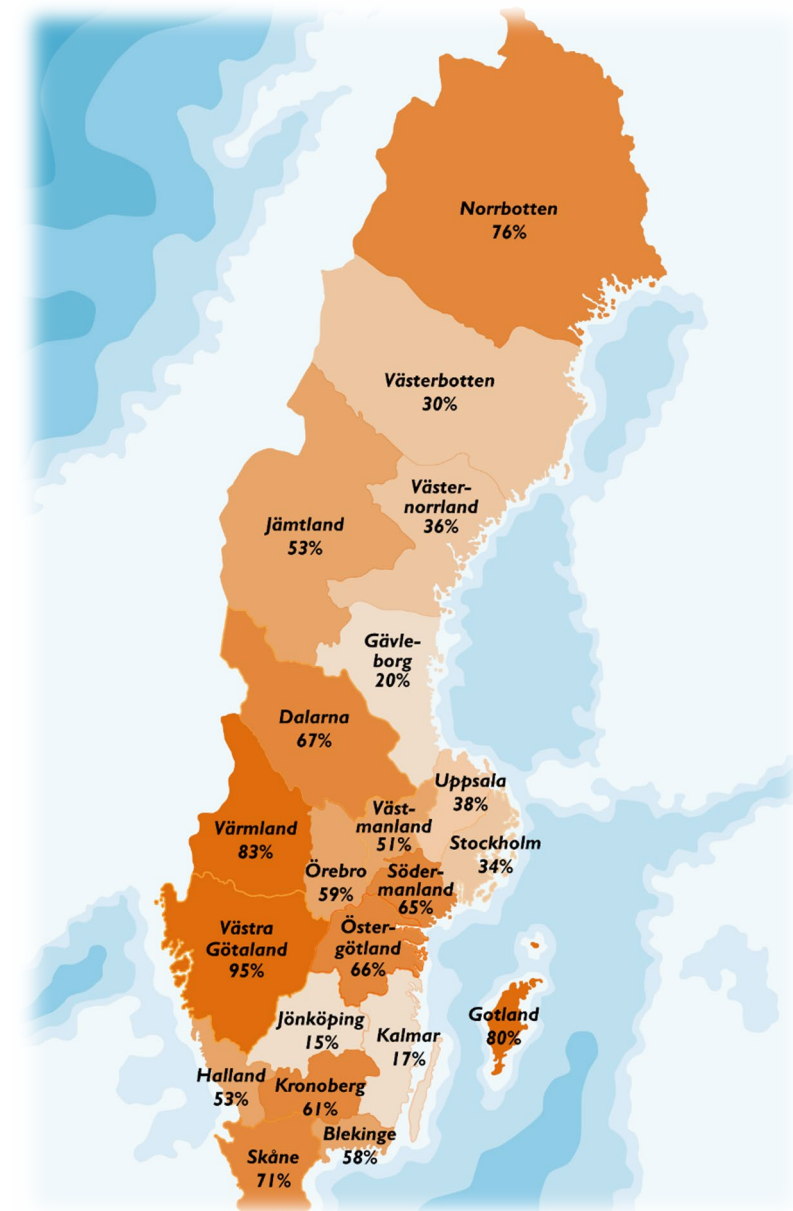 Norrbotten
76%
Västerbotten
30%
Väster-
norrland
36%
Jämtland
53%
Gävle-
borg
20%
Dalarna
67%
Uppsala
38%
Väst-
manland
51%
Värmland
83%
Stockholm
34%
Örebro
59%
Söder-
manland
65%
Västra
Götaland
95%
Öster-
götland
66%
Gotland
80%
Jönköping
15%
Kalmar
17%
Halland
53%
Kronoberg
61%
Blekinge
58%
Skåne
71%